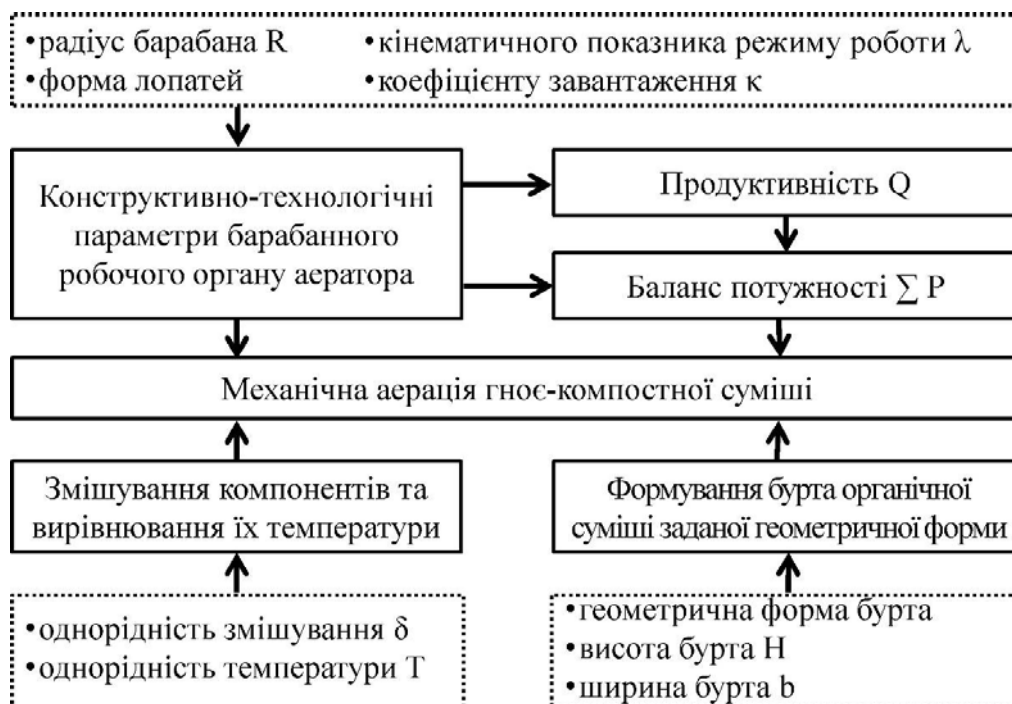 •радіус барабана R
•форма лопатей
•кінематичного показника режиму роботи λ
•коефіцієнту завантаження κ
Конструктивно-технологічні
параметри барабанного
робочого органу аератора
Продуктивність Q
Баланс потужності ∑ P
Механічна аерація гноє-компостної суміші
Змішування компонентів та
вирівнювання їх температури
Формування бурта органічної
суміші заданої геометричної форми
•однорідність змішування δ
•однорідність температури T
•геометрична форма бурта
•висота бурта H
•ширина бурта b